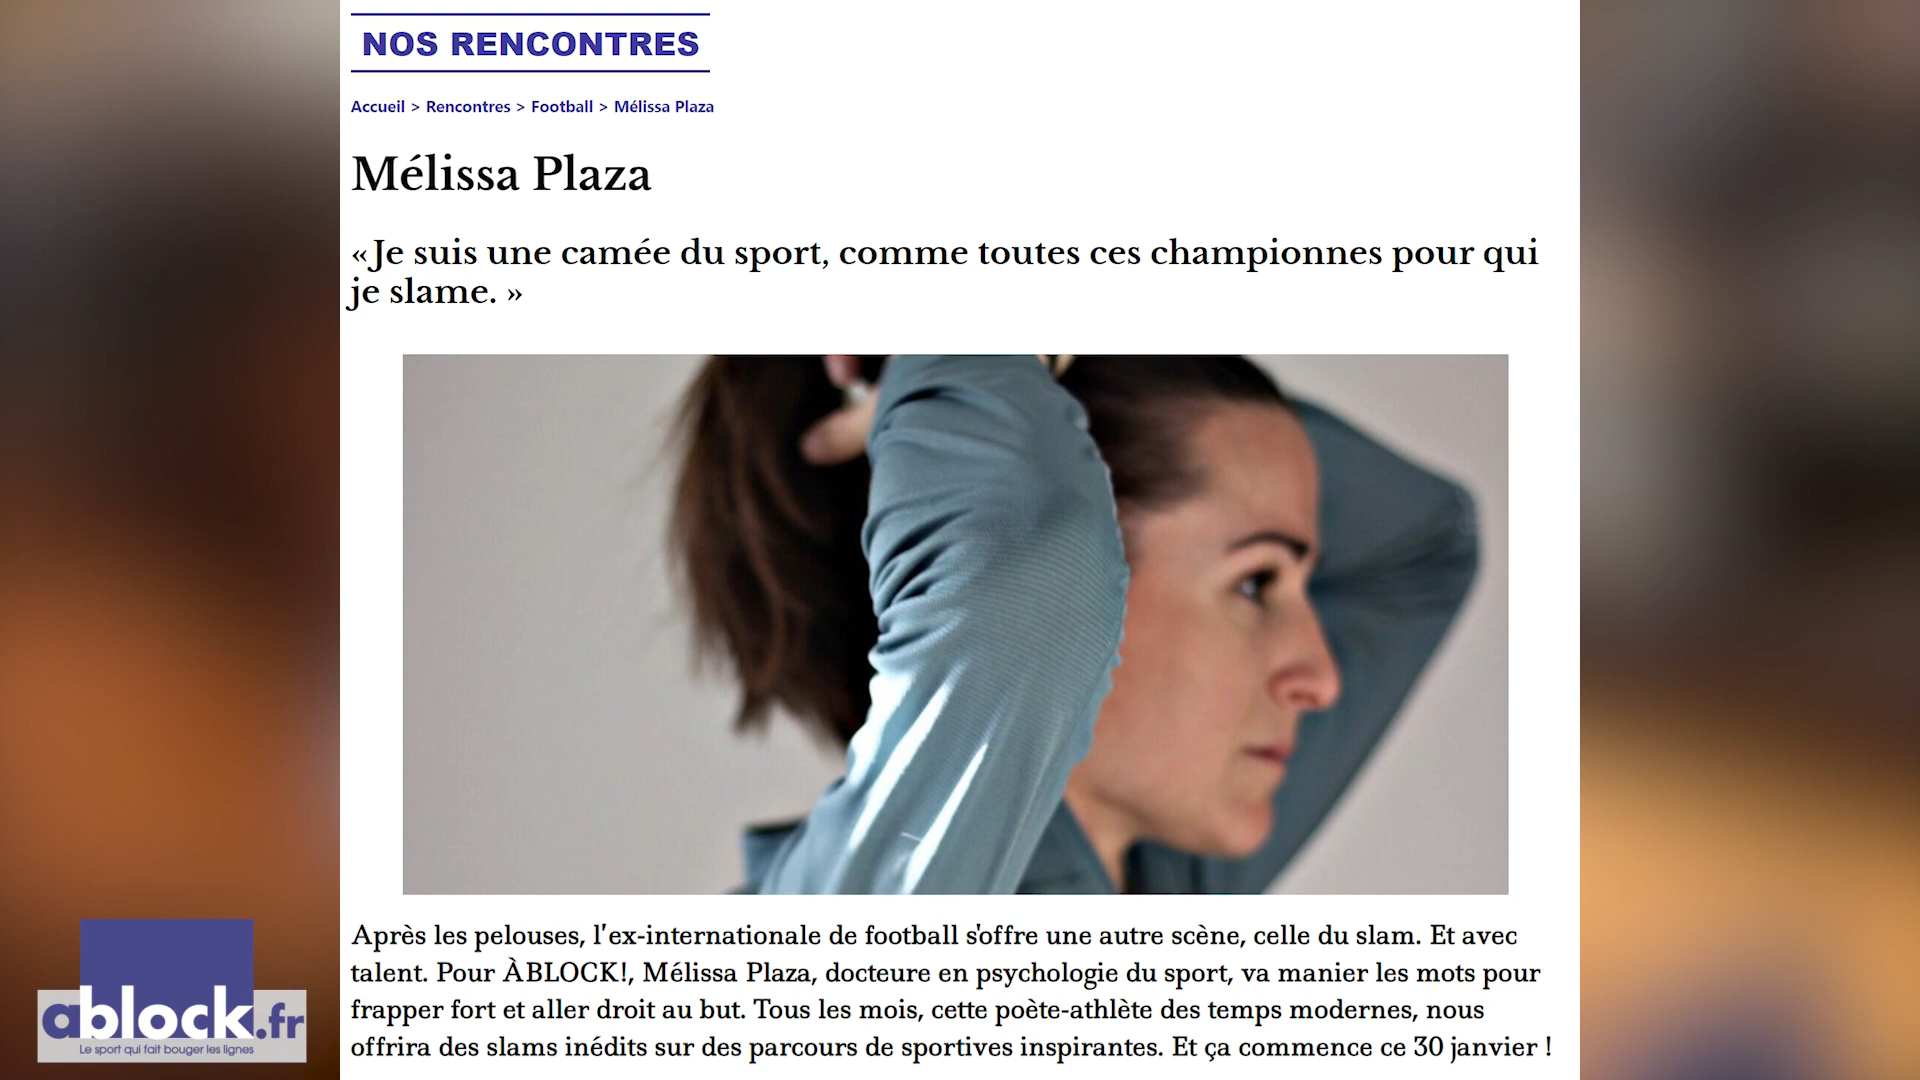 NOS RENCONTRES
Accueil > Rencontres > Football > Mélissa Plaza
Mélissa Plaza
« Je suis une camée du sport, comme toutes ces championnes pour qui
je slame. »
Après les pelouses, l'ex-internationale de football s'offre une autre scène, celle du slam. Et avec
talent. Pour ÀBLOCK!, Mélissa Plaza, docteure en psychologie du sport, va manier les mots pour
frapper fort et aller droit au but. Tous les mois, cette poète-athlète des temps modernes, nous
offrira des slams inédits sur des parcours de sportives inspirantes. Et ça commence ce 30 janvier !
ablock.fr
Le sport qui fait bouger les lignes